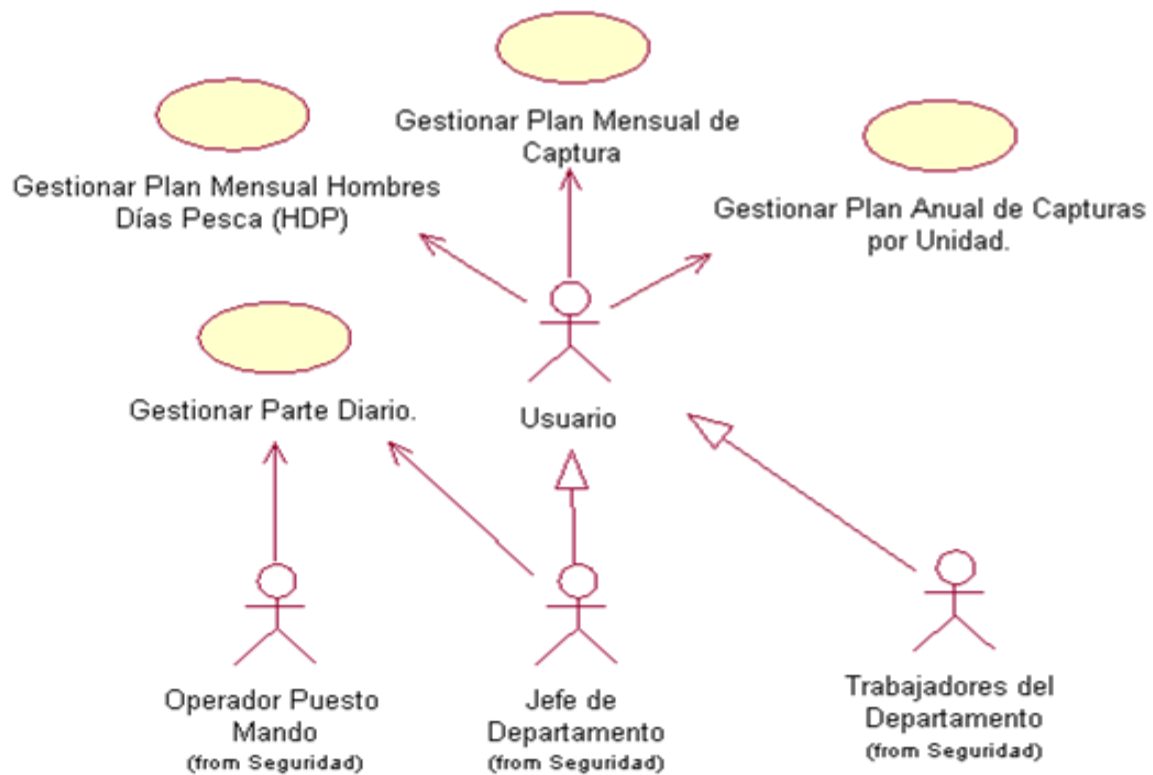 Gestionar Plan Mensual de
Captura
Gestionar Plan Mensual Hombres
Días Pesca (HDP)
Gestionar Plan Anual de Capturas
por Unidad.
Gestionar Parte Diario.
Usuario
Operador Puesto
Mando
(from Seguridad)
Jefe de
Departamento
(from Seguridad)
Trabajadores del
Departamento
(from Seguridad)